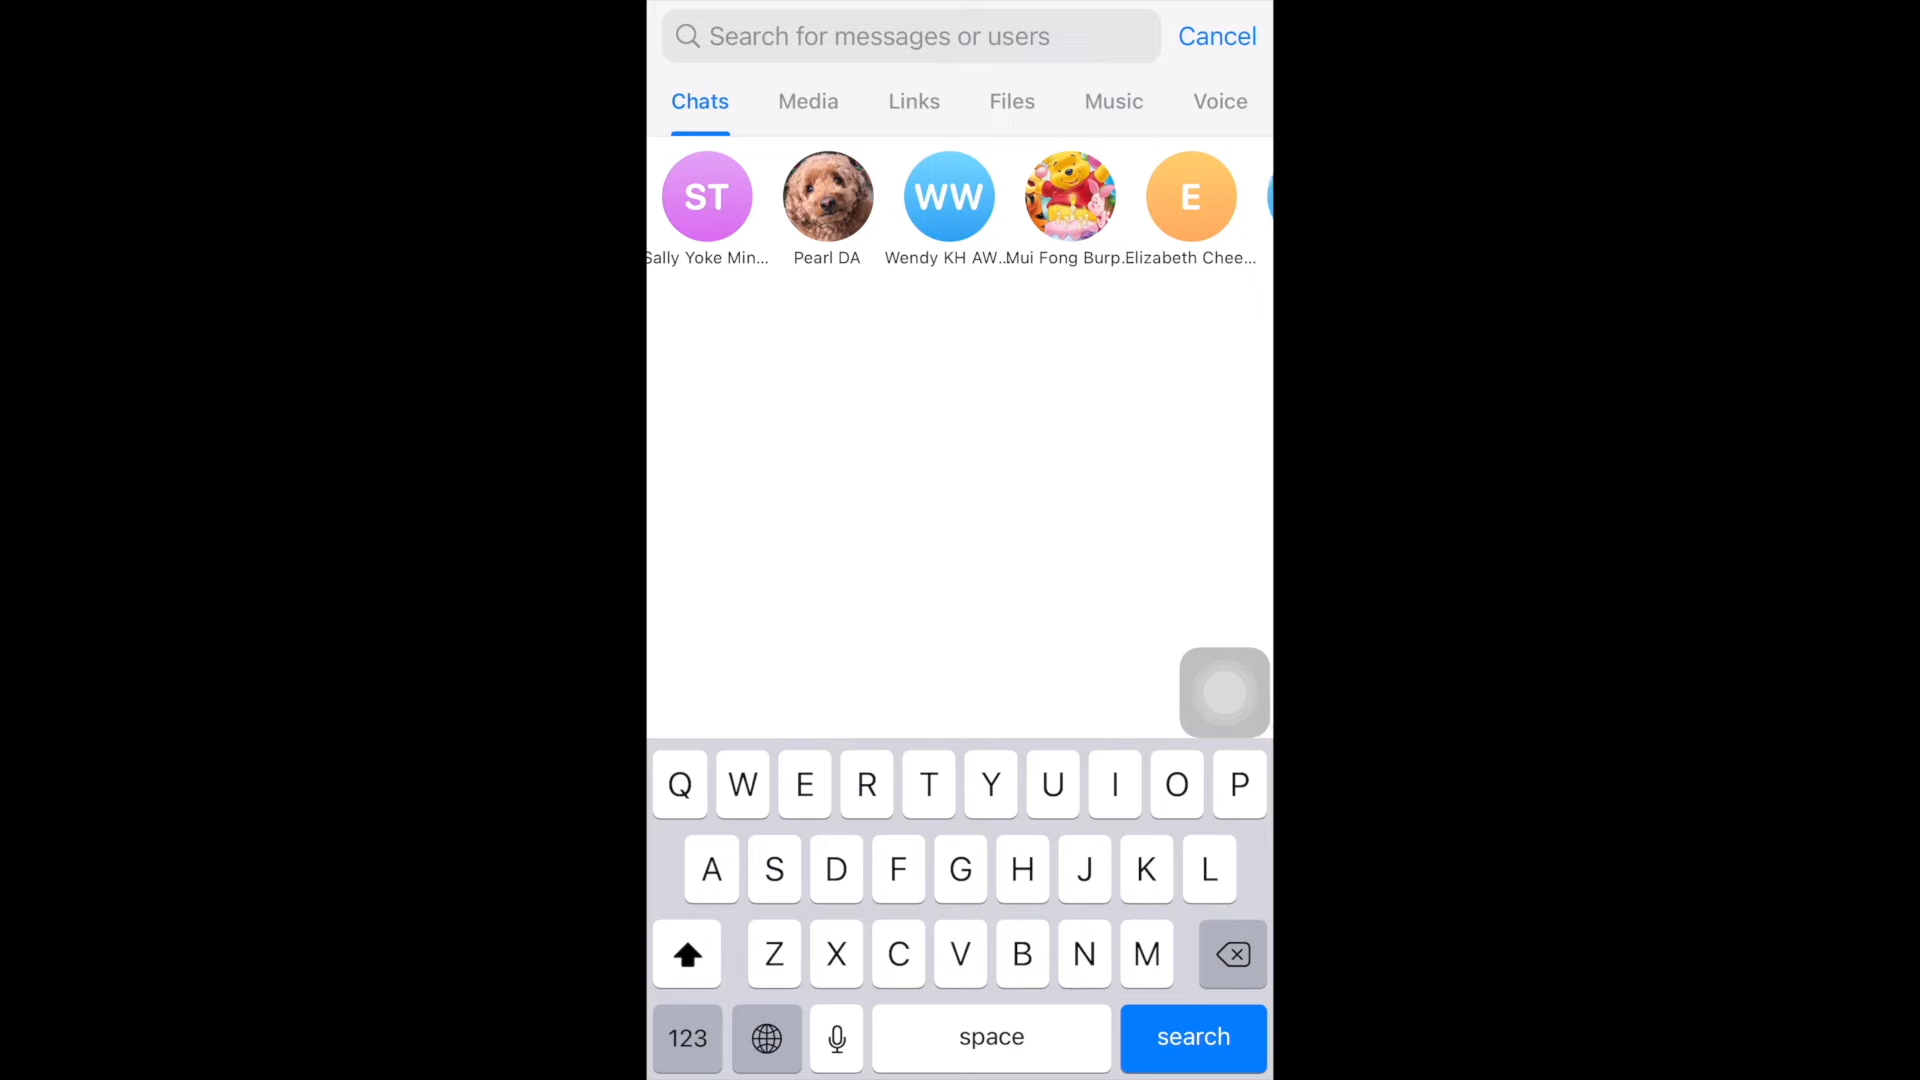 Search for messages or users Cancel
Chats Media Links Files Music Voice
ST WW E
Sally Yoke Min... Pearl DA Wendy KH AW... Mui Fong Burp. Elizabeth Chee...
Q W E R T Y U I O P
A S D F G H J K L
Z X C V B N M
123 space search